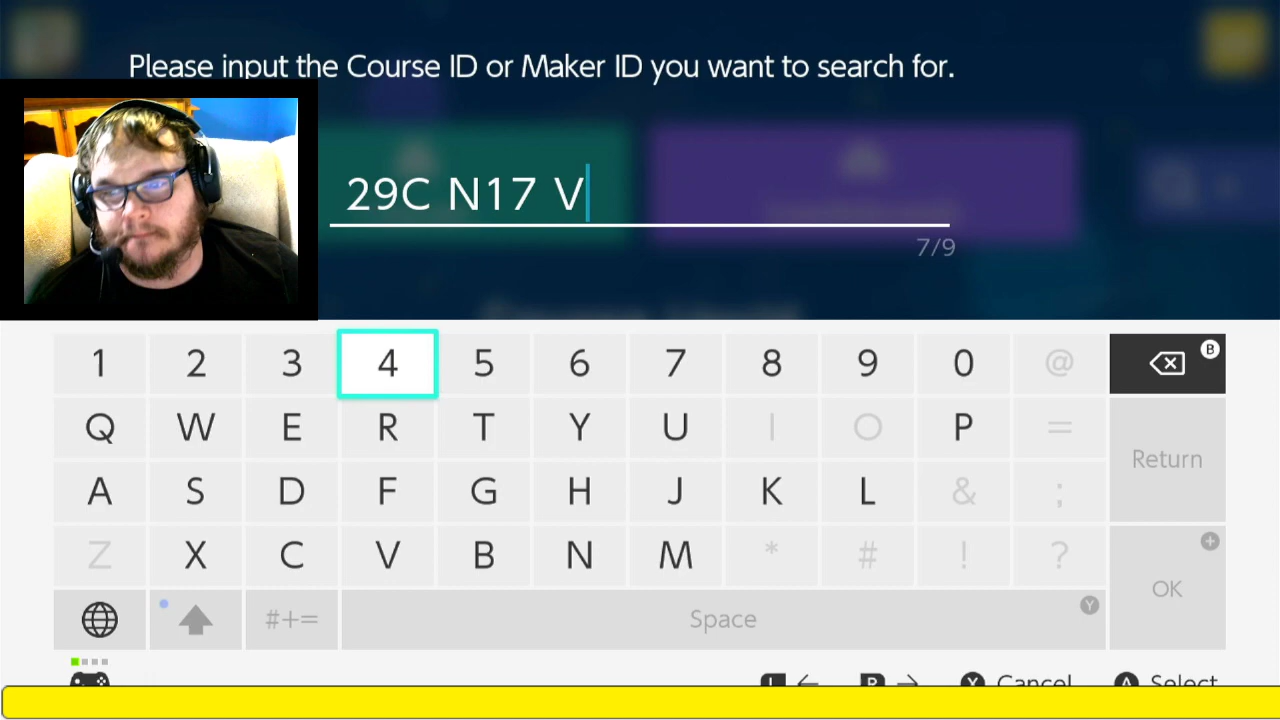 Please input the Course ID or Maker ID you want to search for.
29C N17 V
7/9
1 2 3 4 5 6 7 8 9 0 @ B
Q W E R T Y U I O P =
Return
A S D F G H J K L & ;
Z X C V B N M * # ! ? +
OK
#+= Space Y
L ← R → X Cancel A Select